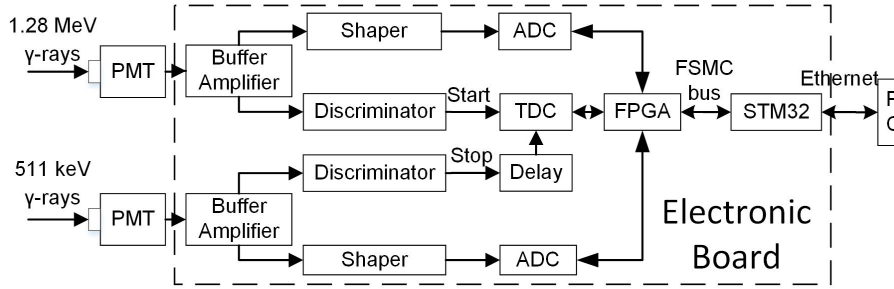 1.28 MeV
γ-rays
PMT
Buffer
Amplifier
Shaper
ADC
Discriminator
Start
TDC
FPGA
FSMC
bus
STM32
Ethernet
511 keV
γ-rays
PMT
Buffer
Amplifier
Discriminator
Stop
Delay
Shaper
ADC
Electronic
Board